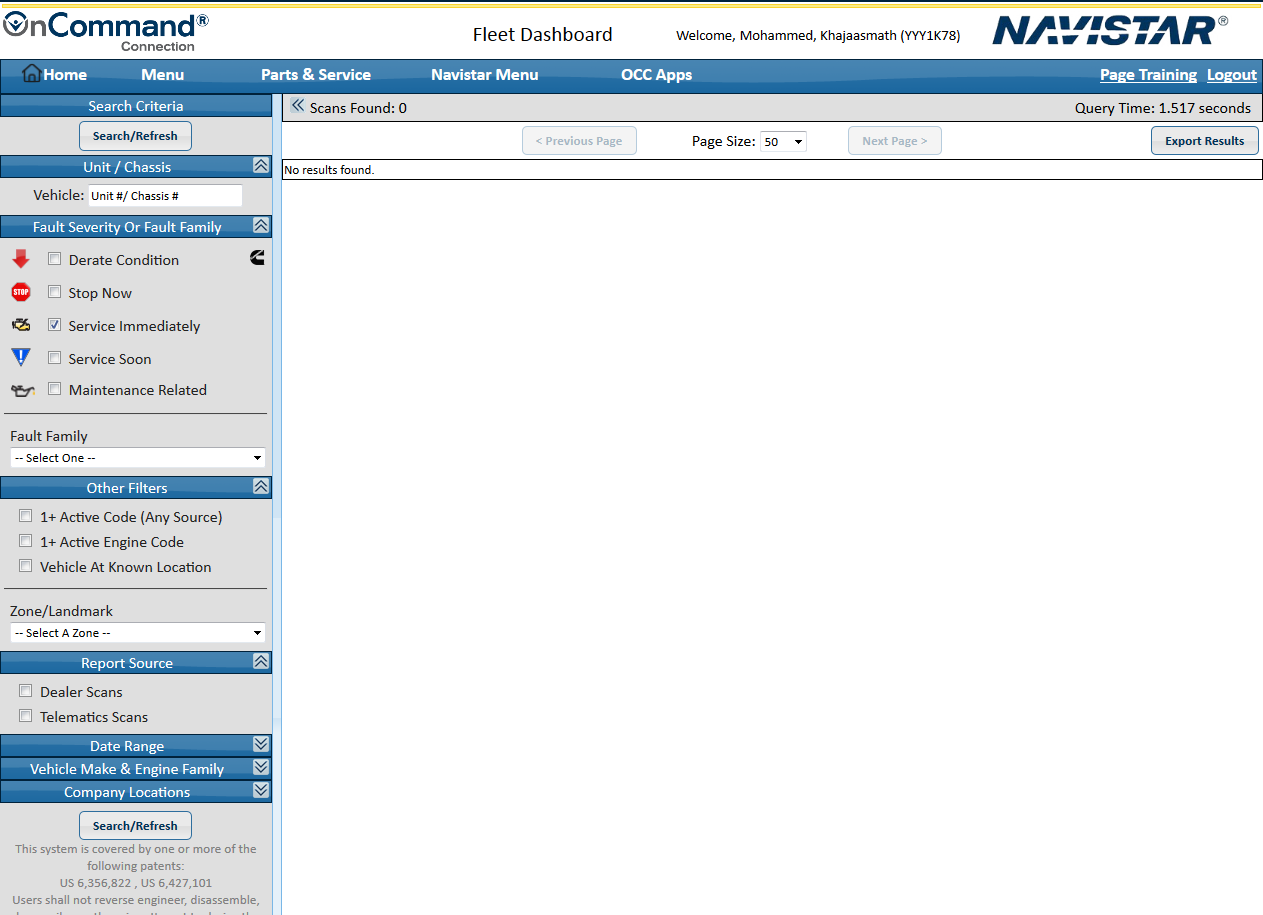 OnCommand®
Connection
Fleet Dashboard
Welcome, Mohammed, Khajaasmath (YYY1K78)
NAVISTAR®
Home Menu Parts & Service Navistar Menu OCC Apps Page Training Logout
Search Criteria
Search/Refresh
Unit / Chassis
Vehicle: Unit #/ Chassis #
Fault Severity Or Fault Family
Derate Condition
STOP Stop Now
Service Immediately
Service Soon
Maintenance Related
Fault Family
-- Select One --
Other Filters
1+ Active Code (Any Source)
1+ Active Engine Code
Vehicle At Known Location
Zone/Landmark
-- Select A Zone --
Report Source
Dealer Scans
Telematics Scans
Date Range
Vehicle Make & Engine Family
Company Locations
Search/Refresh
This system is covered by one or more of the
following patents:
US 6,356,822 , US 6,427,101
Users shall not reverse engineer, disassemble,
Scans Found: 0 Query Time: 1.517 seconds
< Previous Page Page Size: 50 Next Page > Export Results
No results found.